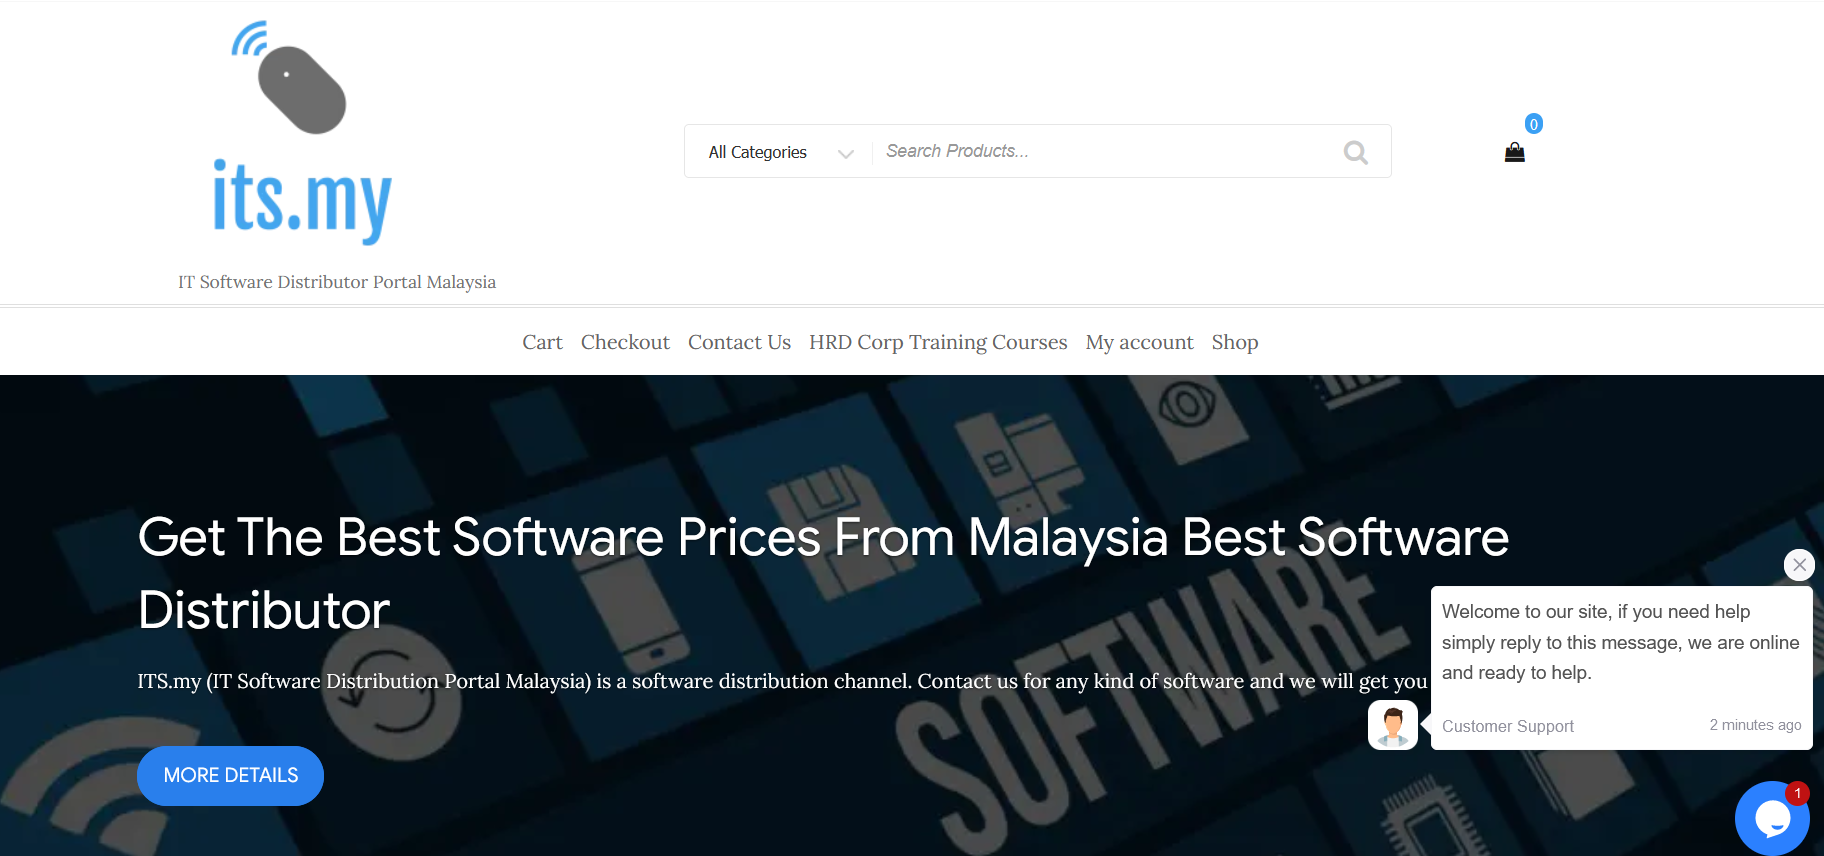 its.my
IT Software Distributor Portal Malaysia
All Categories
Search Products...
0
Cart
Checkout
Contact Us
HRD Corp Training Courses
My account
Shop
Get The Best Software Prices From Malaysia Best Software
Distributor
ITS.my (IT Software Distribution Portal Malaysia) is a software distribution channel. Contact us for any kind of software and we will get you
MORE DETAILS
SOFTWARE
Welcome to our site, if you need help
simply reply to this message, we are online
and ready to help.
Customer Support
2 minutes ago
1